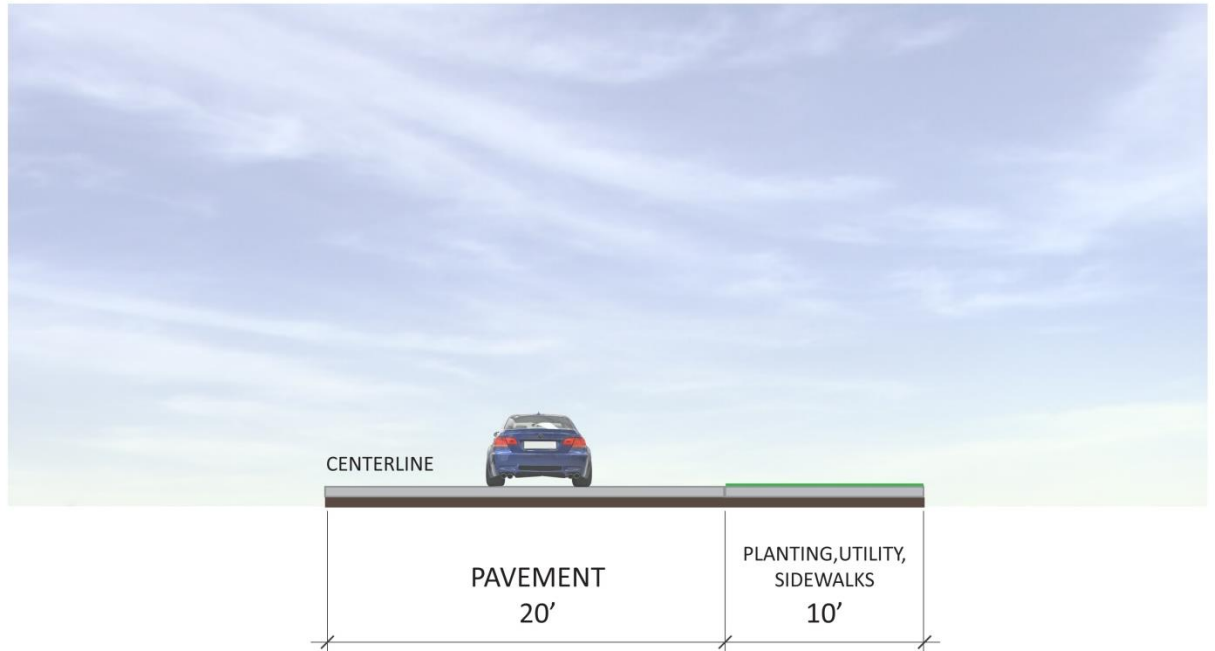 CENTERLINE
PAVEMENT
20’
PLANTING,UTILITY,
SIDEWALKS
10’